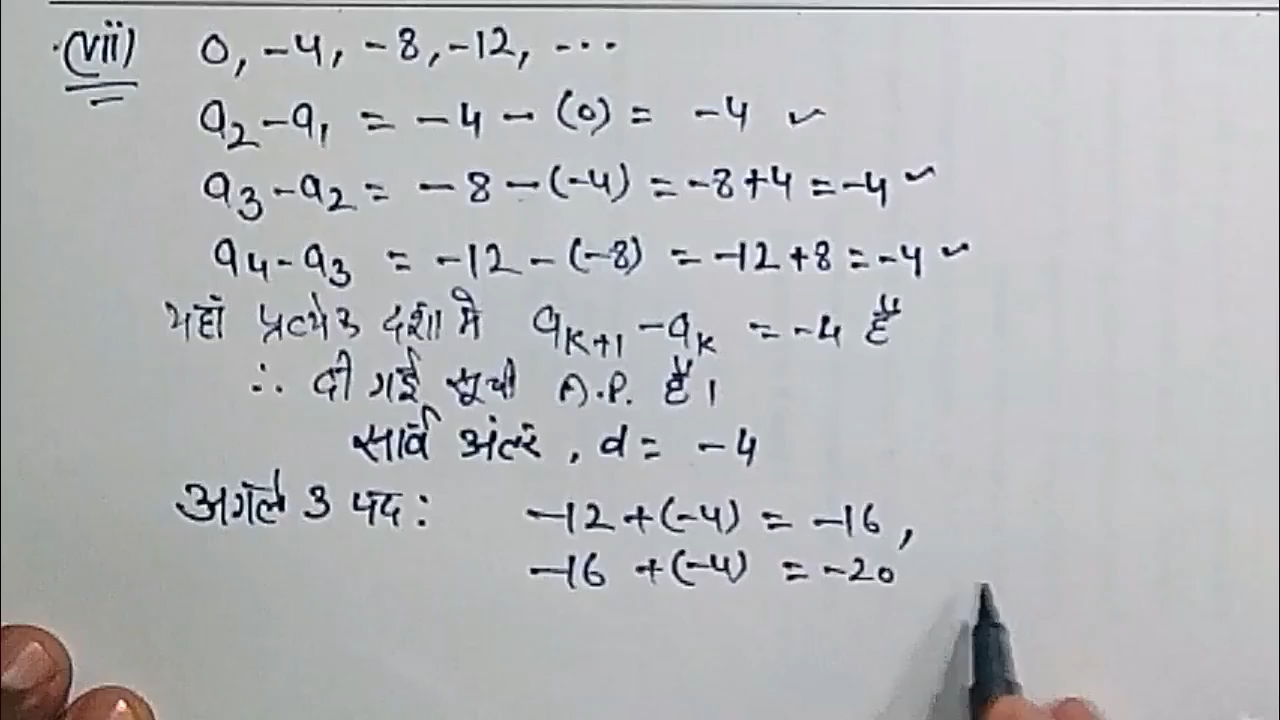 (vii) 0, -4, -8, -12, ...
a2 - a1 = -4 - (0) = -4 ✓
a3 - a2 = -8 - (-4) = -8+4 = -4 ✓
a4 - a3 = -12 - (-8) = -12+8 = -4 ✓
यहाँ प्रत्येक दशा में aK+1 - aK = -4 है
∴ दी गई सूची A.P. है।
सार्व अंतर, d = -4
अगले 3 पद : -12 + (-4) = -16,
-16 + (-4) = -20